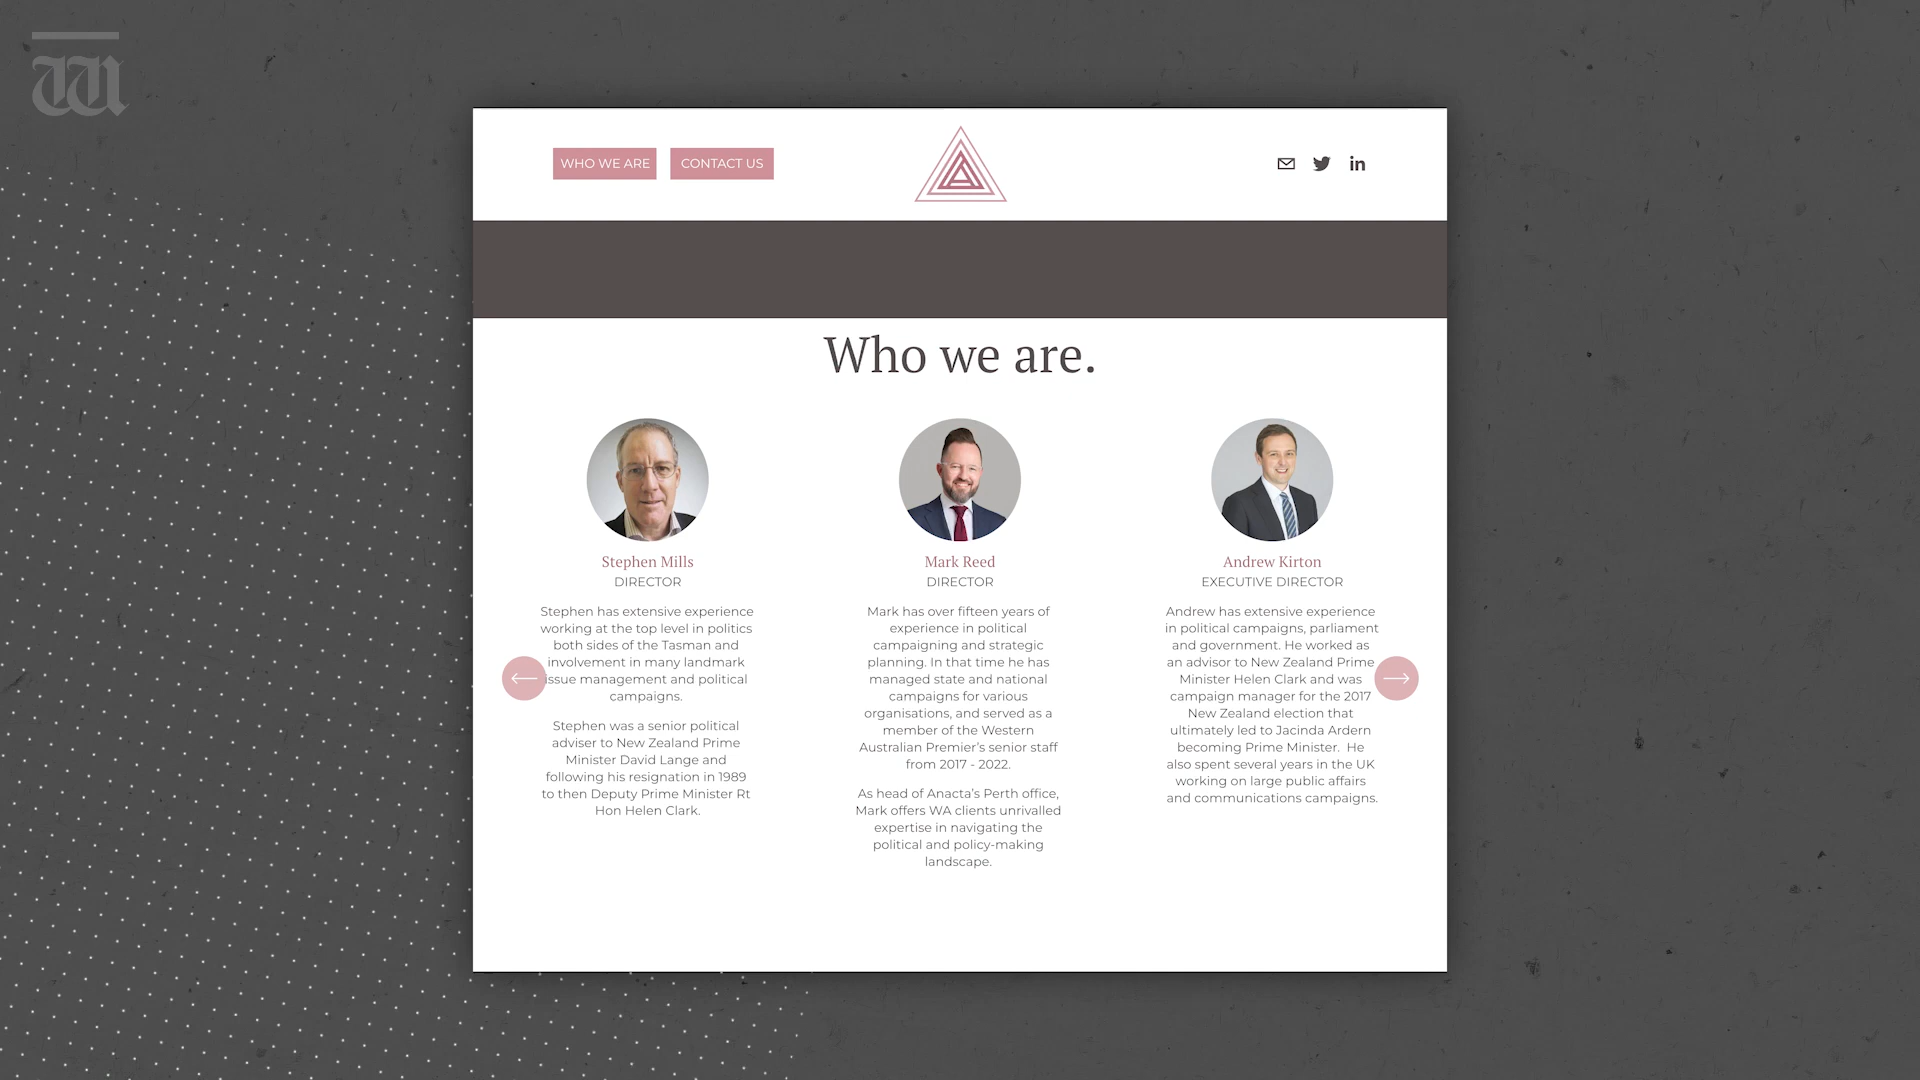 W
WHO WE ARE
CONTACT US
Who we are.
Stephen Mills
DIRECTOR
Stephen has extensive experience
working at the top level in politics
both sides of the Tasman and
involvement in many landmark
issue management and political
campaigns.
Stephen was a senior political
adviser to New Zealand Prime
Minister David Lange and
following his resignation in 1989
to then Deputy Prime Minister Rt
Hon Helen Clark.
Mark Reed
DIRECTOR
Mark has over fifteen years of
experience in political
campaigning and strategic
planning. In that time he has
managed state and national
campaigns for various
organisations, and served as a
member of the Western
Australian Premier’s senior staff
from 2017 - 2022.
As head of Anacta’s Perth office,
Mark offers WA clients unrivalled
expertise in navigating the
political and policy-making
landscape.
Andrew Kirton
EXECUTIVE DIRECTOR
Andrew has extensive experience
in political campaigns, parliament
and government. He worked as
an advisor to New Zealand Prime
Minister Helen Clark and was
campaign manager for the 2017
New Zealand election that
ultimately led to Jacinda Ardern
becoming Prime Minister. He
also spent several years in the UK
working on large public affairs
and communications campaigns.